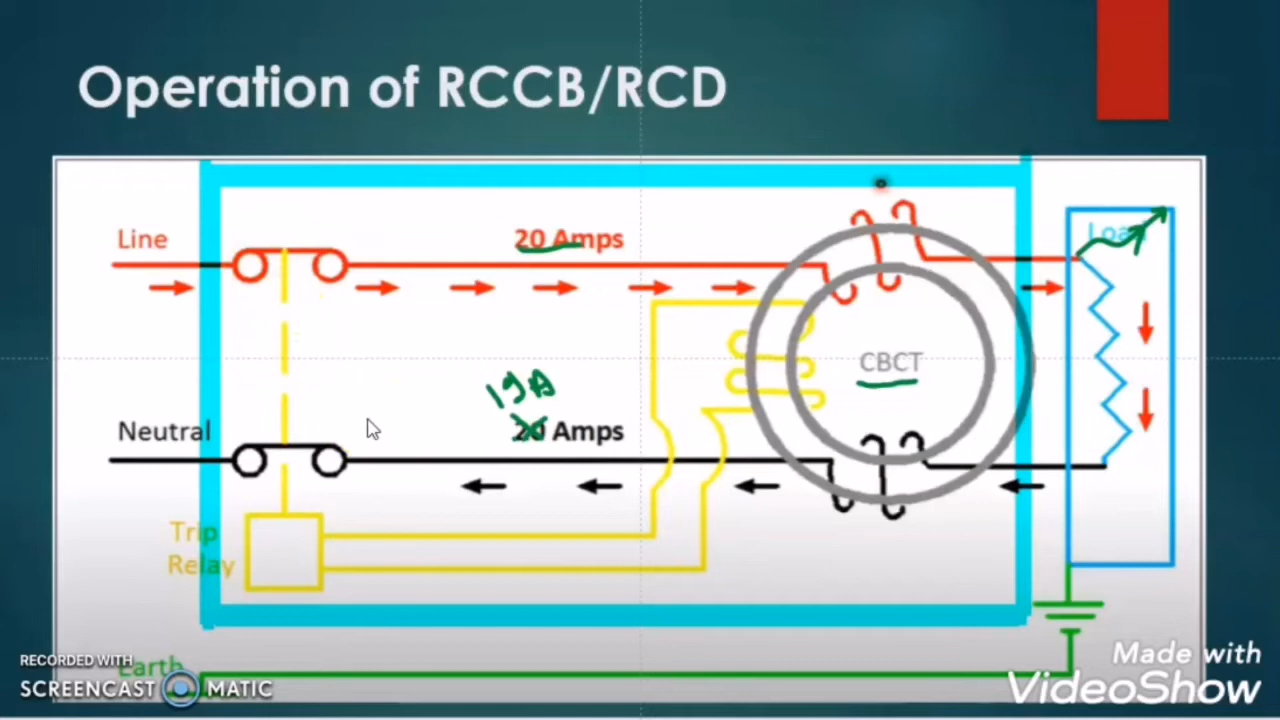 Operation of RCCB/RCD
Line
20 Amps
Load
CBCT
19A
Neutral
20 Amps
Trip
Relay
Earth
RECORDED WITH
SCREENCAST MATIC
Made with
VideoShow